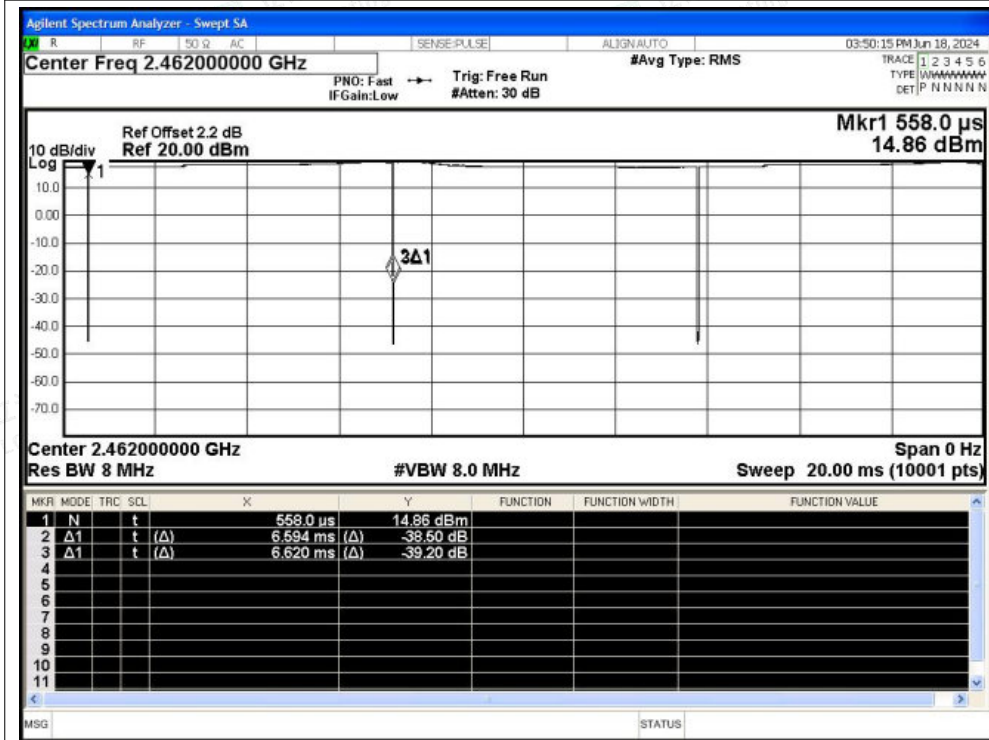 Agilent Spectrum Analyzer - Swept SA
LXI R RF 50 Ω AC SENSE:PULSE ALIGNAUTO 03:50:15 PM Jun 18, 2024
Center Freq 2.462000000 GHz
PNO: Fast
IFGain:Low
Trig: Free Run
#Atten: 30 dB
#Avg Type: RMS
TRACE 1 2 3 4 5 6
TYPE
DET P N N N N N
Mkr1 558.0 µs
14.86 dBm
Ref Offset 2.2 dB
10 dB/div Ref 20.00 dBm
Log
1
10.0
0.00
-10.0
3Δ1
-20.0
-30.0
-40.0
-50.0
-60.0
-70.0
Center 2.462000000 GHz Span 0 Hz
Res BW 8 MHz #VBW 8.0 MHz Sweep 20.00 ms (10001 pts)
MKR MODE TRC SCL X Y FUNCTION FUNCTION WIDTH FUNCTION VALUE
1 N t 558.0 µs 14.86 dBm
2 Δ1 t (Δ) 6.594 ms (Δ) -38.50 dB
3 Δ1 t (Δ) 6.620 ms (Δ) -39.20 dB
4
5
6
7
8
9
10
11
MSG STATUS